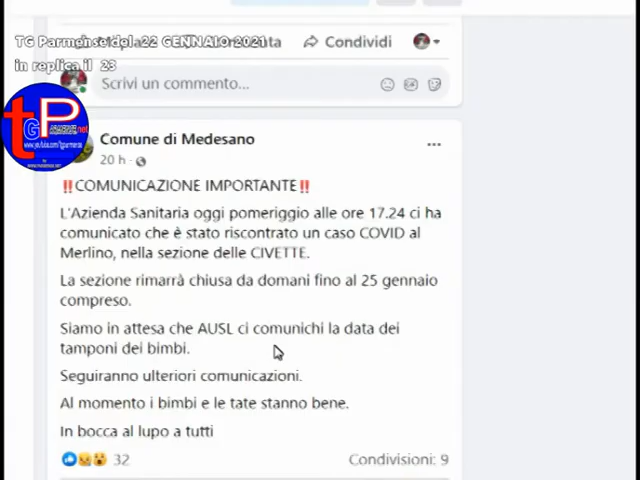 TG Parmense del 22 GENNAIO 2021
Condividi
in replica il 23
Scrivi un commento...
tg Parmense.net
Comune di Medesano
20 h ·
‼COMUNICAZIONE IMPORTANTE‼
L'Azienda Sanitaria oggi pomeriggio alle ore 17.24 ci ha
comunicato che è stato riscontrato un caso COVID al
Merlino, nella sezione delle CIVETTE.
La sezione rimarrà chiusa da domani fino al 25 gennaio
compreso.
Siamo in attesa che AUSL ci comunichi la data dei
tamponi dei bimbi.
Seguiranno ulteriori comunicazioni.
Al momento i bimbi e le tate stanno bene.
In bocca al lupo a tutti
32
Condivisioni: 9